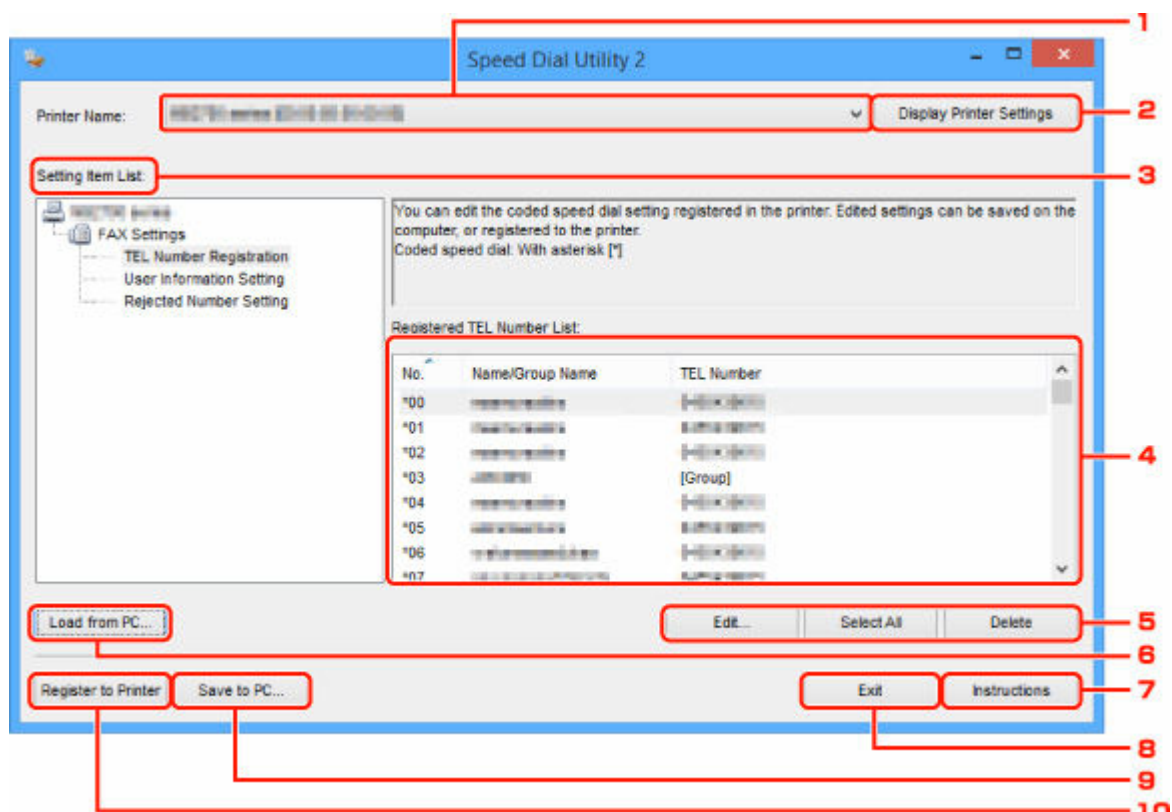 1
Speed Dial Utility 2
Printer Name:
Display Printer Settings
2
Setting Item List:
3
FAX Settings
TEL Number Registration
User Information Setting
Rejected Number Setting
You can edit the coded speed dial setting registered in the printer. Edited settings can be saved on the
computer, or registered to the printer.
Coded speed dial: With asterisk [*]
Registered TEL Number List:
No. Name/Group Name TEL Number
*00
*01
*02
*03 [Group]
*04
*05
*06
*07
4
Load from PC...
Edit... Select All Delete
5
6
Register to Printer Save to PC... Exit Instructions
7
8
9
10